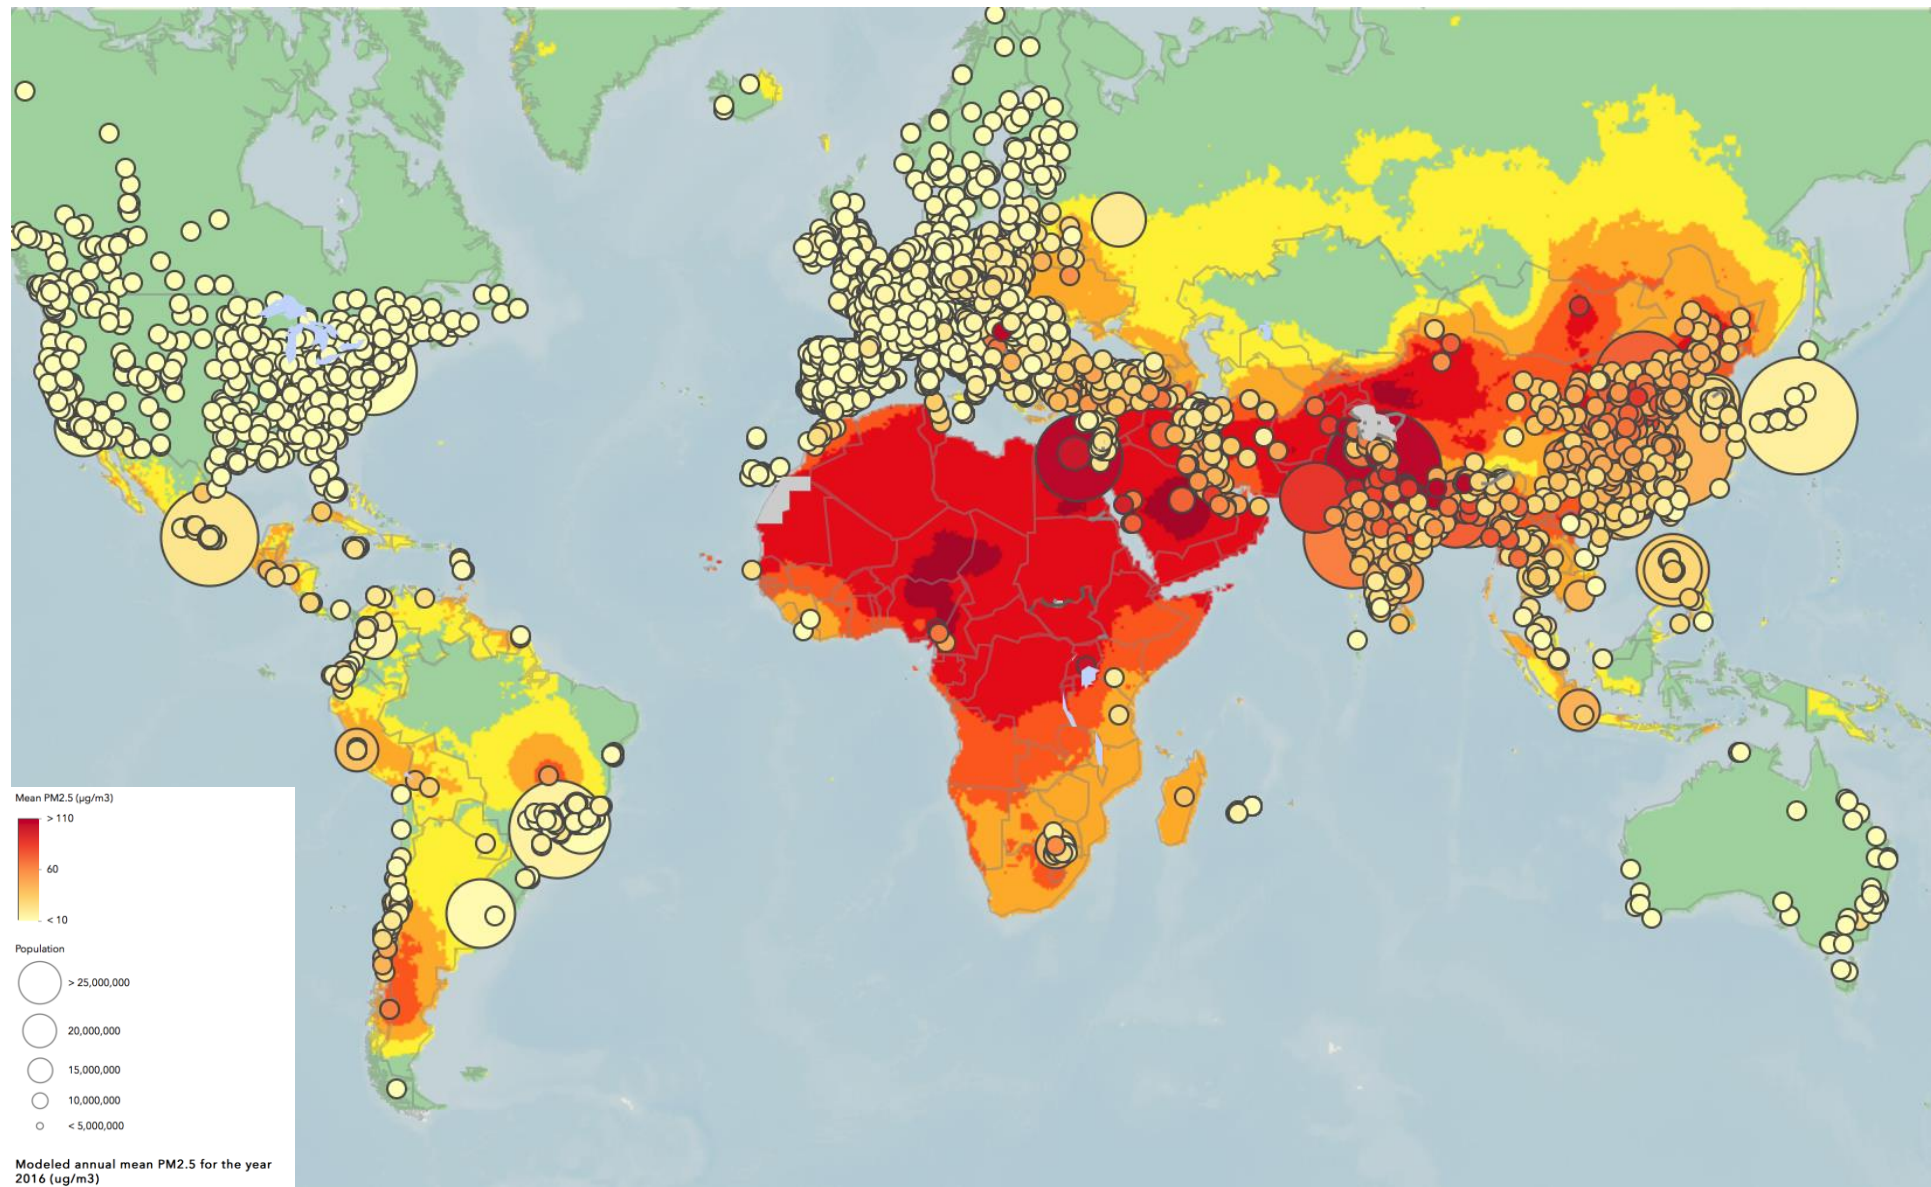 Mean PM2.5 (µg/m3)
> 110
60
< 10
Population
> 25,000,000
20,000,000
15,000,000
10,000,000
< 5,000,000
Modeled annual mean PM2.5 for the year
2016 (ug/m3)